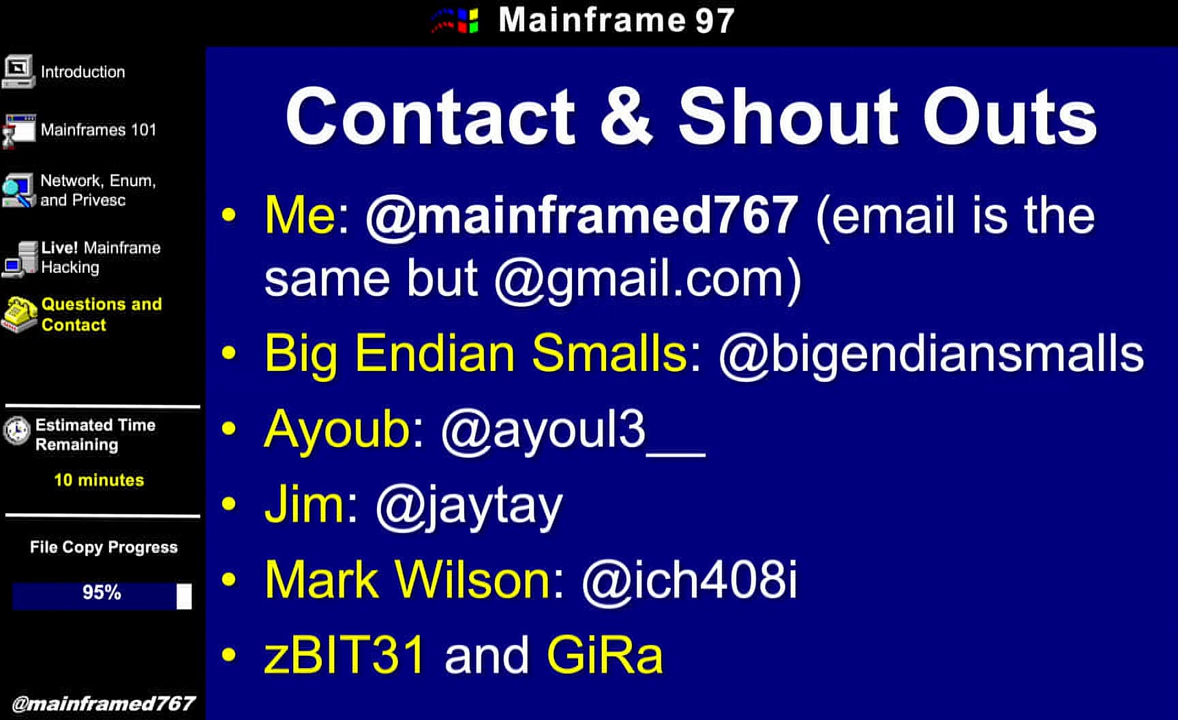 Mainframe 97
Introduction
Mainframes 101
Network, Enum,
and Privesc
Live! Mainframe
Hacking
Questions and
Contact
Estimated Time
Remaining
10 minutes
File Copy Progress
95%
@mainframed767
Contact & Shout Outs
• Me: @mainframed767 (email is the
same but @gmail.com)
• Big Endian Smalls: @bigendiansmalls
• Ayoub: @ayoul3__
• Jim: @jaytay
• Mark Wilson: @ich408i
• zBIT31 and GiRa